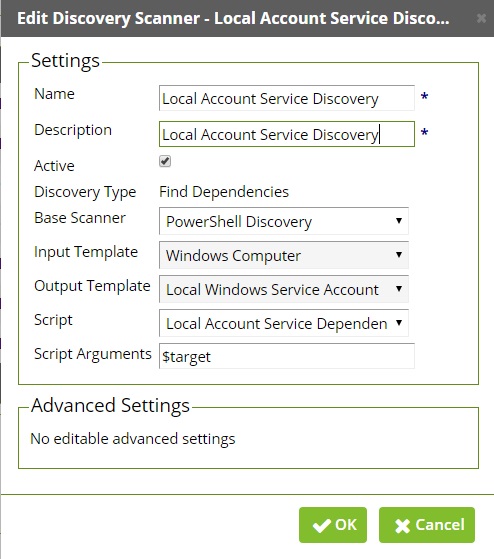 Edit Discovery Scanner - Local Account Service Disco...
Settings
Name Local Account Service Discovery *
Description Local Account Service Discovery *
Active
Discovery Type Find Dependencies
Base Scanner PowerShell Discovery
Input Template Windows Computer
Output Template Local Windows Service Account
Script Local Account Service Dependen
Script Arguments $target
Advanced Settings
No editable advanced settings
OK Cancel